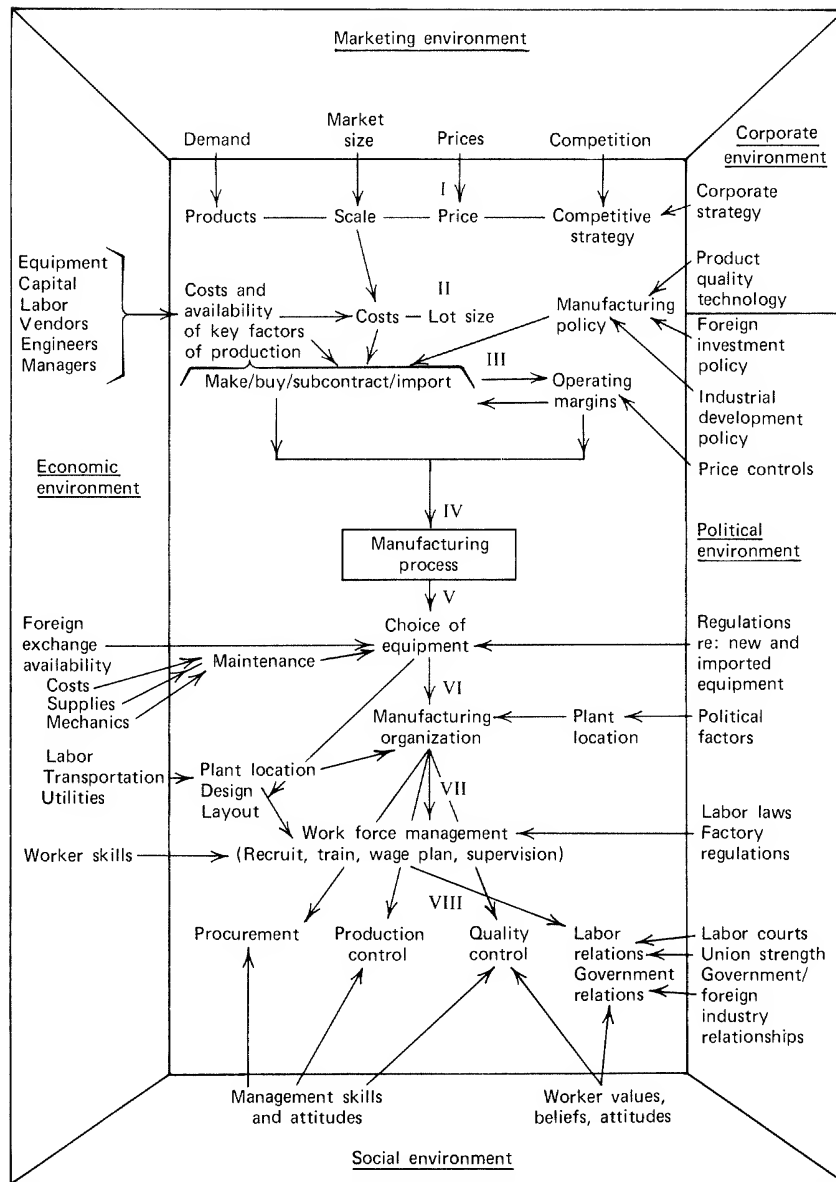 Marketing environment
Demand
Market
size
Prices
Competition
Corporate
environment
I
Products
Scale
Price
Competitive
strategy
Corporate
strategy
Equipment
Capital
Labor
Vendors
Engineers
Managers
Costs and
availability
of key factors
of production
II
Costs
Lot size
Manufacturing
policy
Product
quality
technology
Foreign
investment
policy
III
Make/buy/subcontract/import
Operating
margins
Industrial
development
policy
Economic
environment
Price controls
IV
Manufacturing
process
Political
environment
V
Foreign
exchange
availability
Costs
Supplies
Mechanics
Maintenance
Choice of
equipment
Regulations
re: new and
imported
equipment
VI
Manufacturing
organization
Plant
location
Political
factors
Labor
Transportation
Utilities
Plant location
Design
Layout
VII
Work force management
(Recruit, train, wage plan, supervision)
Worker skills
Labor laws
Factory
regulations
VIII
Procurement
Production
control
Quality
control
Labor
relations
Government
relations
Labor courts
Union strength
Government/
foreign
industry
relationships
Management skills
and attitudes
Worker values,
beliefs, attitudes
Social environment